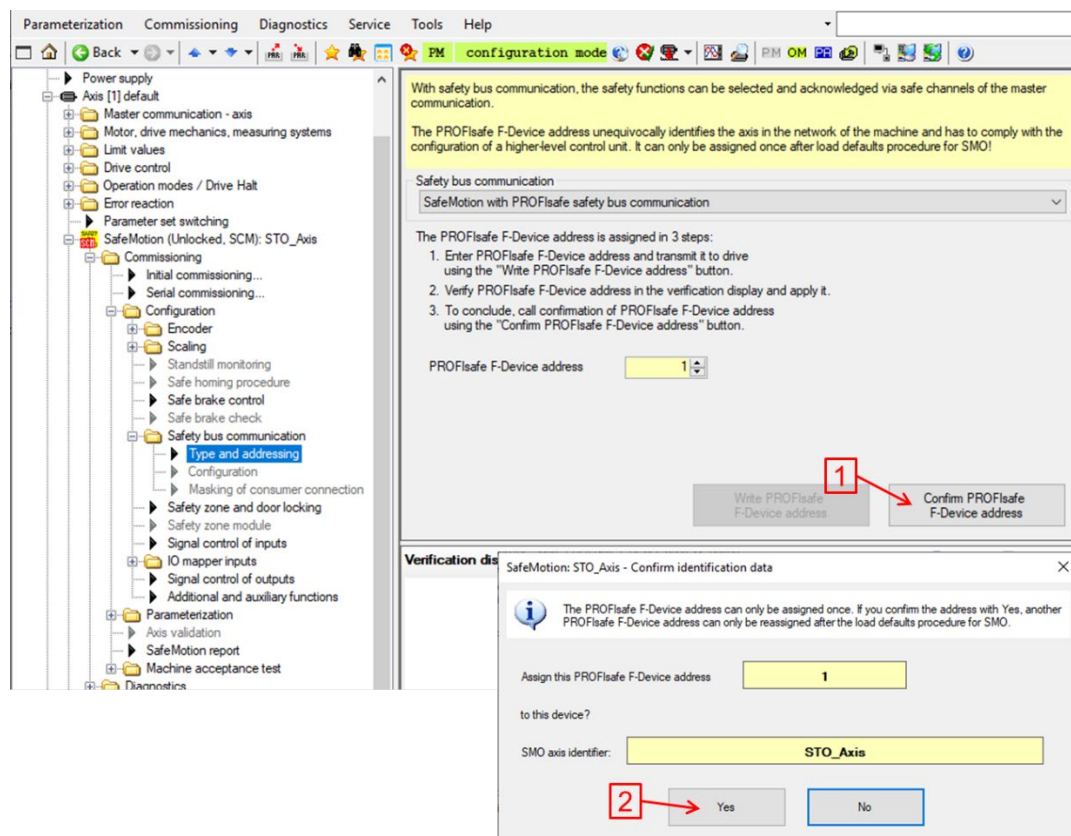 Parameterization Commissioning Diagnostics Service Tools Help
Back PM configuration mode PM OM
Power supply
Axis [1] default
Master communication - axis
Motor, drive mechanics, measuring systems
Limit values
Drive control
Operation modes / Drive Halt
Error reaction
Parameter set switching
SafeMotion (Unlocked, SCM): STO_Axis
Commissioning
Initial commissioning...
Serial commissioning...
Configuration
Encoder
Scaling
Standstill monitoring
Safe homing procedure
Safe brake control
Safe brake check
Safety bus communication
Type and addressing
Configuration
Masking of consumer connection
Safety zone and door locking
Safety zone module
Signal control of inputs
IO mapper inputs
Signal control of outputs
Additional and auxiliary functions
Parameterization
Axis validation
SafeMotion report
Machine acceptance test
Diagnostics
With safety bus communication, the safety functions can be selected and acknowledged via safe channels of the master
communication.
The PROFIsafe F-Device address unequivocally identifies the axis in the network of the machine and has to comply with the
configuration of a higher-level control unit. It can only be assigned once after load defaults procedure for SMO!
Safety bus communication
SafeMotion with PROFIsafe safety bus communication
The PROFIsafe F-Device address is assigned in 3 steps:
1. Enter PROFIsafe F-Device address and transmit it to drive
using the "Write PROFIsafe F-Device address" button.
2. Verify PROFIsafe F-Device address in the verification display and apply it.
3. To conclude, call confirmation of PROFIsafe F-Device address
using the "Confirm PROFIsafe F-Device address" button.
PROFIsafe F-Device address 1
1
Write PROFIsafe
F-Device address
Confirm PROFIsafe
F-Device address
Verification dis
SafeMotion: STO_Axis - Confirm identification data
The PROFIsafe F-Device address can only be assigned once. If you confirm the address with Yes, another
PROFIsafe F-Device address can only be reassigned after the load defaults procedure for SMO.
Assign this PROFIsafe F-Device address 1
to this device?
SMO axis identifier: STO_Axis
2
Yes No